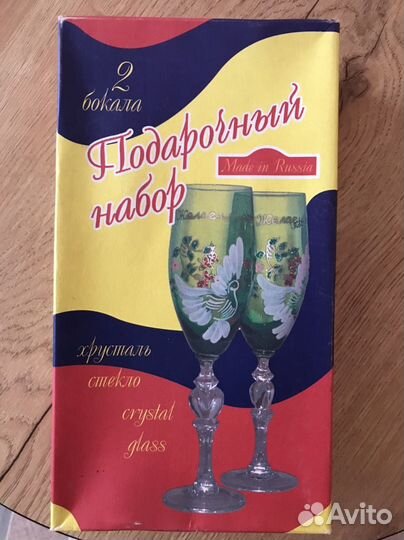 2
бокала
Подарочный
набор
Made in Russia
хрусталь
стекло
crystal
glass
Avito